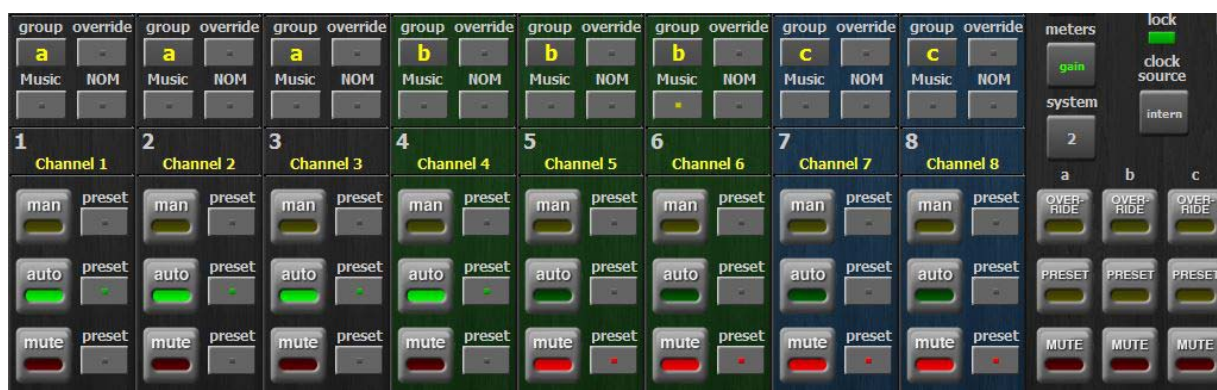 group override group override group override group override group override group override group override group override meters lock
a a a b b b c c gain clock
Music NOM Music NOM Music NOM Music NOM Music NOM Music NOM Music NOM Music NOM source
system intern
1 2 3 4 5 6 7 8 2
Channel 1 Channel 2 Channel 3 Channel 4 Channel 5 Channel 6 Channel 7 Channel 8
a b c
man preset man preset man preset man preset man preset man preset man preset man preset OVER-RIDE OVER-RIDE OVER-RIDE
auto preset auto preset auto preset auto preset auto preset auto preset auto preset auto preset PRESET PRESET PRESET
mute preset mute preset mute preset mute preset mute preset mute preset mute preset mute preset MUTE MUTE MUTE